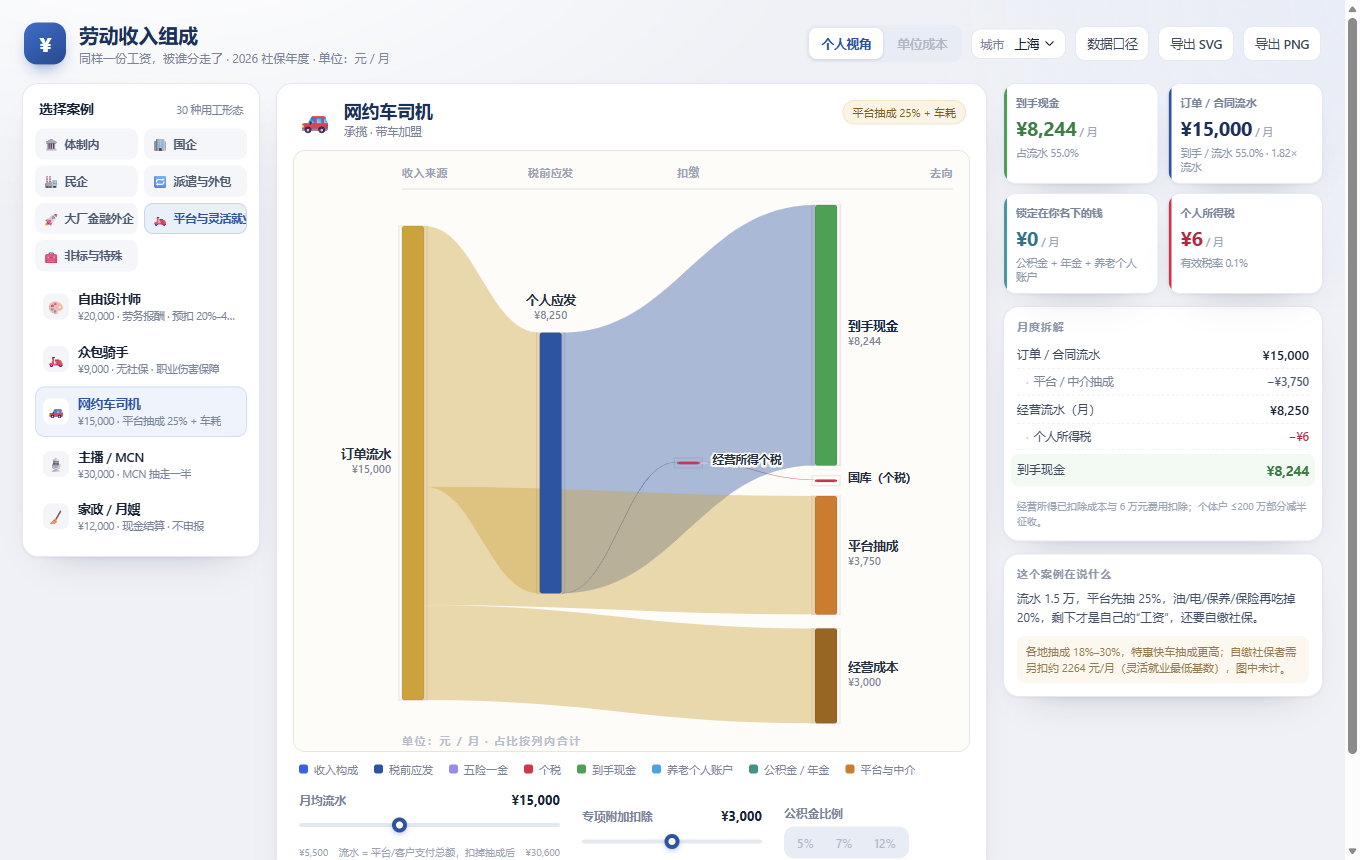 ¥
劳动收入组成
同样一份工资，被谁分走了 · 2026 社保年度 · 单位：元 / 月
个人视角
单位成本
城市 上海
数据口径
导出 SVG
导出 PNG
选择案例
30 种用工形态
体制内
国企
民企
派遣与外包
大厂金融外企
平台与灵活就业
非标与特殊
自由设计师
¥20,000 · 劳务报酬 · 预扣 20%–4...
众包骑手
¥9,000 · 无社保 · 职业伤害保障
网约车司机
¥15,000 · 平台抽成 25% + 车耗
主播 / MCN
¥30,000 · MCN 抽走一半
家政 / 月嫂
¥12,000 · 现金结算 · 不申报
网约车司机
承揽 · 带车加盟
平台抽成 25% + 车耗
收入来源
税前应发
扣缴
去向
个人应发
¥8,250
订单流水
¥15,000
经营所得个税
到手现金
¥8,244
国库（个税）
平台抽成
¥3,750
经营成本
¥3,000
单位：元 / 月 · 占比按列内合计
收入构成
税前应发
五险一金
个税
到手现金
养老个人账户
公积金 / 年金
平台与中介
月均流水
¥15,000
¥5,500
流水 = 平台/客户支付总额，扣掉抽成后
¥30,600
专项附加扣除
¥3,000
公积金比例
5%
7%
12%
到手现金
¥8,244 / 月
占流水 55.0%
订单 / 合同流水
¥15,000 / 月
到手 / 流水 55.0% · 1.82×
流水
锁定在你名下的钱
¥0 / 月
公积金 + 年金 + 养老个人
账户
个人所得税
¥6 / 月
有效税率 0.1%
月度拆解
订单 / 合同流水
¥15,000
· 平台 / 中介抽成
−¥3,750
经营流水（月）
¥8,250
· 个人所得税
−¥6
到手现金
¥8,244
经营所得已扣除成本与 6 万元费用扣除；个体户 ≤200 万部分减半
征收。
这个案例在说什么
流水 1.5 万，平台先抽 25%，油/电/保养/保险再吃掉
20%，剩下才是自己的“工资”，还要自缴社保。
各地抽成 18%–30%，特惠快车抽成更高；自缴社保者需
另扣约 2264 元/月（灵活就业最低基数），图中未计。